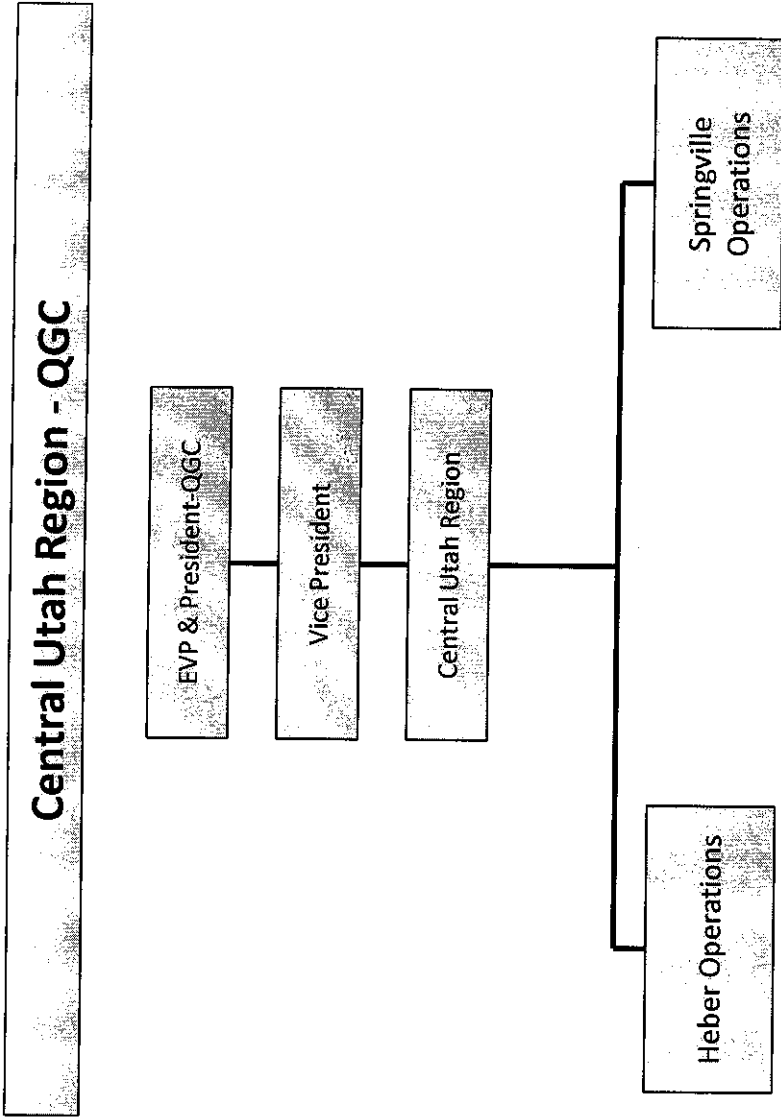 Central Utah Region - QGC
EVP & President-QGC
Vice President
Central Utah Region
Heber Operations
Springville
Operations